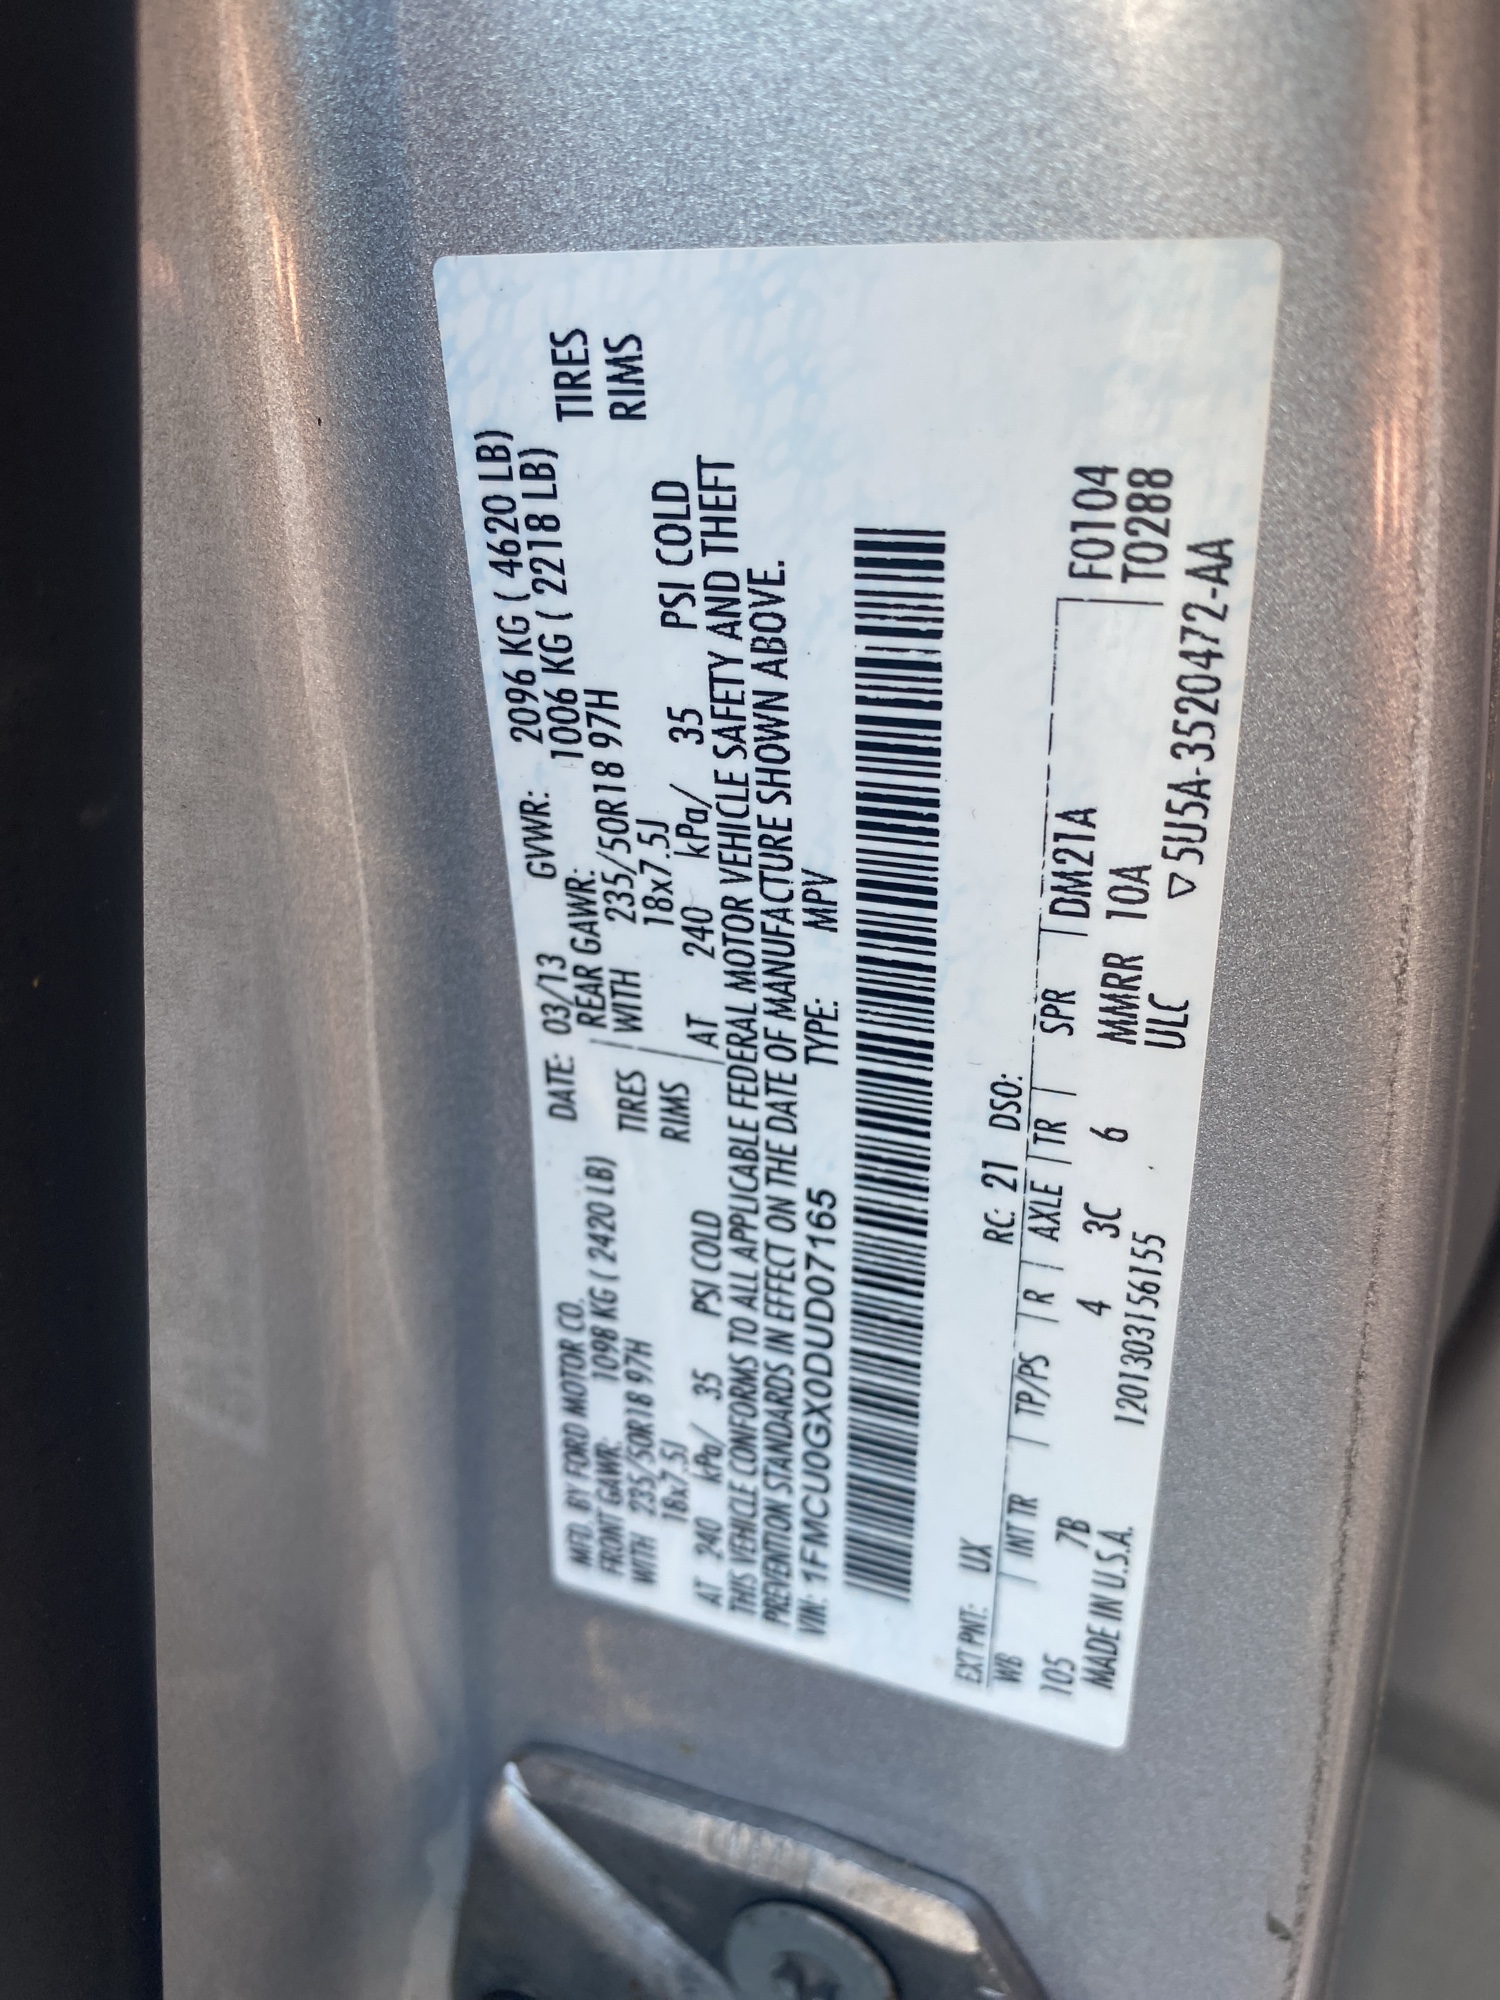 MFD. BY FORD MOTOR CO. DATE: 03/13 GVWR: 2096 KG ( 4620 LB)
FRONT GAWR: 1098 KG ( 2420 LB) REAR GAWR: 1006 KG ( 2218 LB)
WITH 235/50R18 97H TIRES WITH 235/50R18 97H TIRES
18x7.5J RIMS 18x7.5J RIMS
AT 240 kPa/ 35 PSI COLD AT 240 kPa/ 35 PSI COLD
THIS VEHICLE CONFORMS TO ALL APPLICABLE FEDERAL MOTOR VEHICLE SAFETY AND THEFT
PREVENTION STANDARDS IN EFFECT ON THE DATE OF MANUFACTURE SHOWN ABOVE.
VIN: 1FMCU0GX0DUD07165 TYPE: MPV
EXT PNT: UX RC: 21 DSO:
WB INT TR TP/PS R AXLE TR SPR DM21A F0104
105 7B 4 3C 6 MMRR 10A T0288
MADE IN U.S.A. 1201303156155 ULC ▽5U5A-3520472-AA